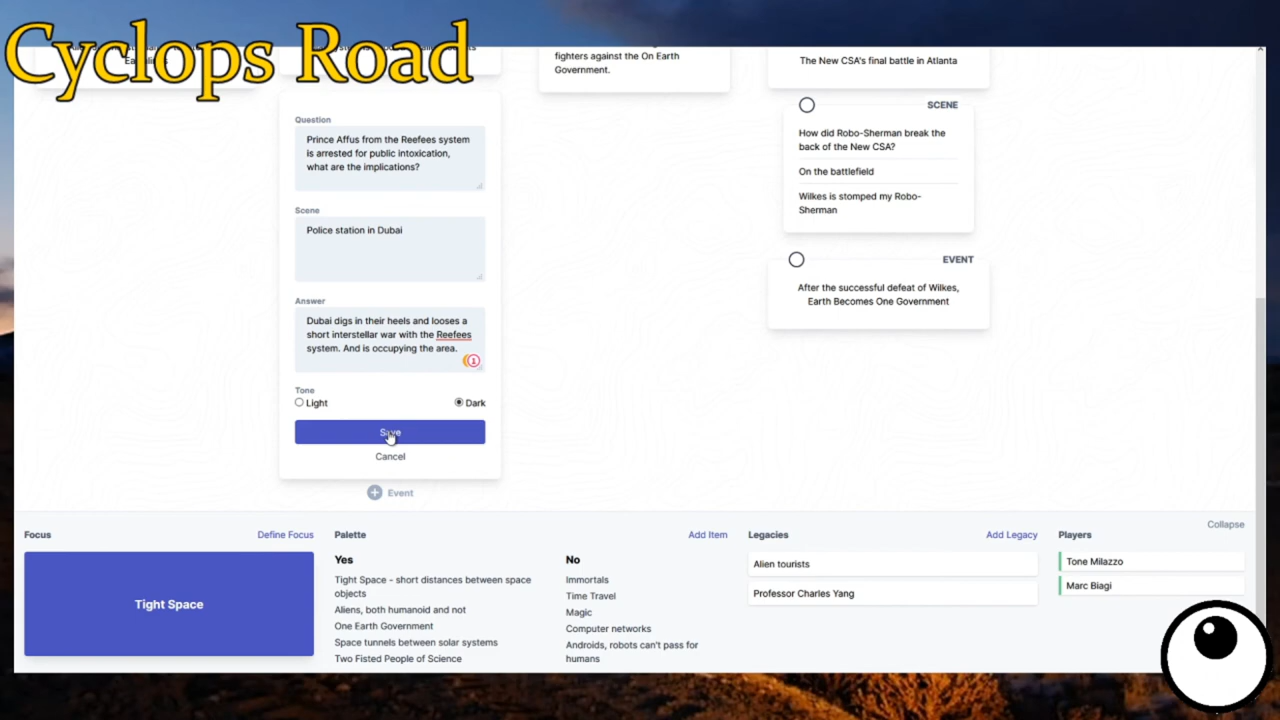 Cyclops Road
fighters against the On Earth
Government.
The New CSA's final battle in Atlanta
Question
Prince Affus from the Reefees system
is arrested for public intoxication,
what are the implications?
Scene
Police station in Dubai
Answer
Dubai digs in their heels and looses a
short interstellar war with the Reefees
system. And is occupying the area.
1
Tone
Light
Dark
Save
Cancel
Event
SCENE
How did Robo-Sherman break the
back of the New CSA?
On the battlefield
Wilkes is stomped my Robo-
Sherman
EVENT
After the successful defeat of Wilkes,
Earth Becomes One Government
Collapse
Focus
Define Focus
Tight Space
Palette
Add Item
Yes
Tight Space - short distances between space
objects
Aliens, both humanoid and not
One Earth Government
Space tunnels between solar systems
Two Fisted People of Science
No
Immortals
Time Travel
Magic
Computer networks
Androids, robots can't pass for
humans
Legacies
Add Legacy
Alien tourists
Professor Charles Yang
Players
Tone Milazzo
Marc Biagi